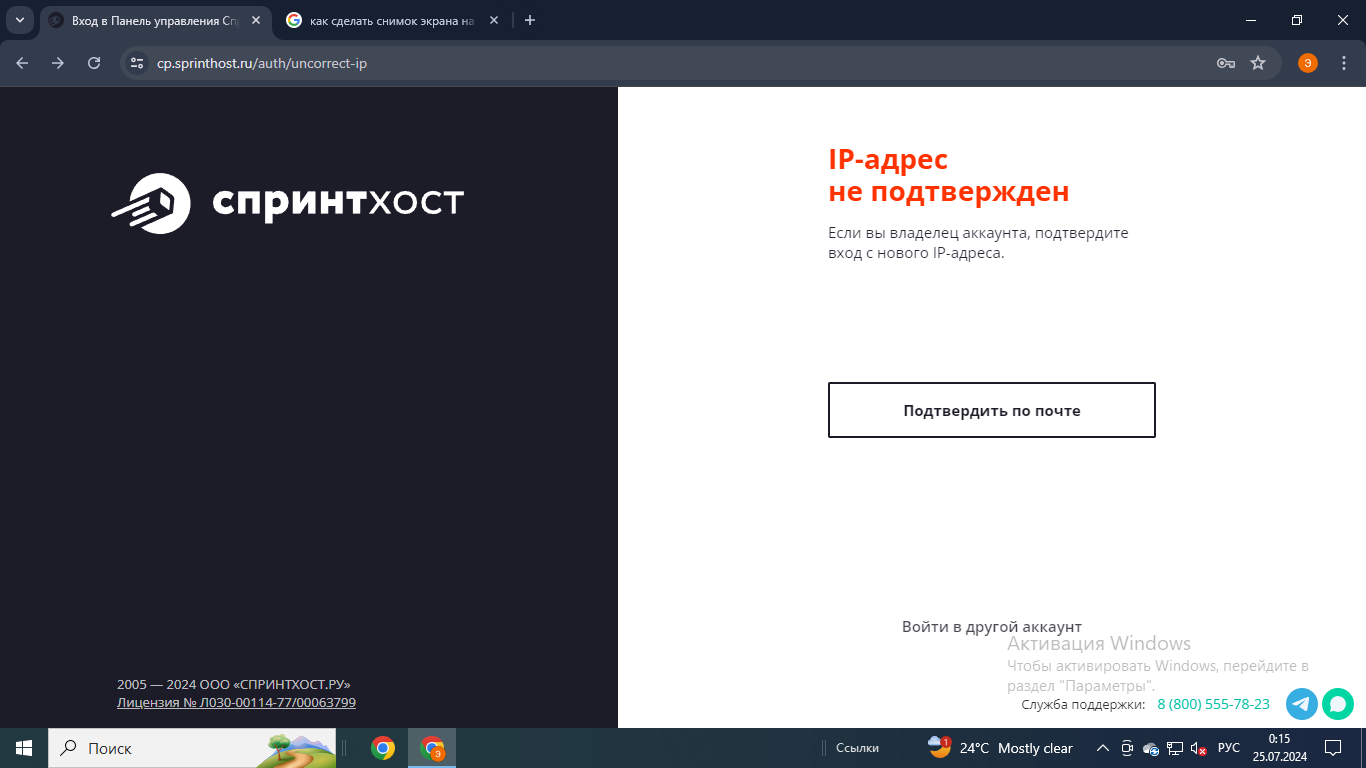 Вход в Панель управления Сп
как сделать снимок экрана на
cp.sprinthost.ru/auth/uncorrect-ip
Э
спринтхост
IP-адрес
не подтвержден
Если вы владелец аккаунта, подтвердите
вход с нового IP-адреса.
Подтвердить по почте
Войти в другой аккаунт
Активация Windows
Чтобы активировать Windows, перейдите в
раздел "Параметры".
2005 — 2024 ООО «СПРИНТХОСТ.РУ»
Лицензия № Л030-00114-77/00063799
Служба поддержки: 8 (800) 555-78-23
Поиск
Э
Ссылки
1
24°C Mostly clear
РУС
0:15
25.07.2024